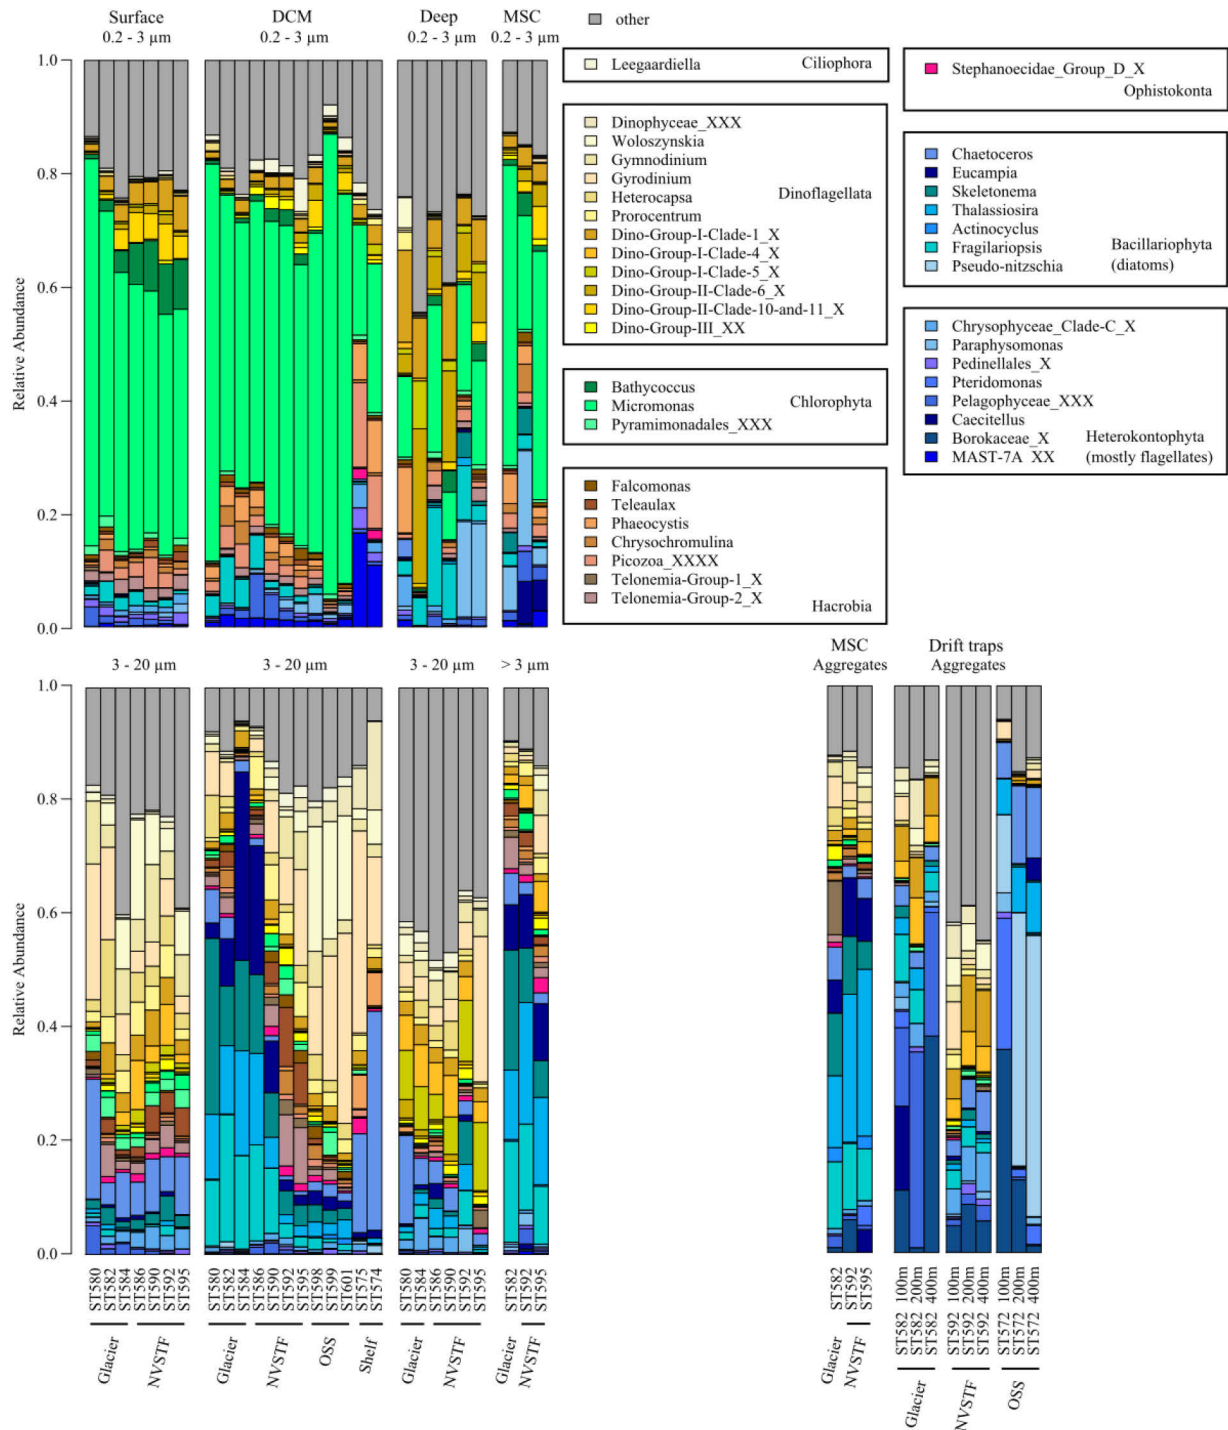 Surface
0.2 - 3 µm
DCM
0.2 - 3 µm
Deep
0.2 - 3 µm
MSC
0.2 - 3 µm
other
Leegaardiella
Ciliophora
Dinophyceae_XXX
Woloszynskia
Gymnodinium
Gyrodinium
Heterocapsa
Prorocentrum
Dino-Group-I-Clade-1_X
Dino-Group-I-Clade-4_X
Dino-Group-I-Clade-5_X
Dino-Group-II-Clade-6_X
Dino-Group-II-Clade-10-and-11_X
Dino-Group-III_XX
Dinoflagellata
Bathycoccus
Micromonas
Pyramimonadales_XXX
Chlorophyta
Falcomonas
Teleaulax
Phaeocystis
Chrysochromulina
Picozoa_XXXX
Telonemia-Group-1_X
Telonemia-Group-2_X
Hacrobia
Stephanoecidae_Group_D_X
Ophistokonta
Chaetoceros
Eucampia
Skeletonema
Thalassiosira
Actinocyclus
Fragilariopsis
Pseudo-nitzschia
Bacillariophyta
(diatoms)
Chrysophyceae_Clade-C_X
Paraphysomonas
Pedinellales_X
Pteridomonas
Pelagophyceae_XXX
Caecitellus
Borokaceae_X
MAST-7A_XX
Heterokontophyta
(mostly flagellates)
Relative Abundance
1.0
0.8
0.6
0.4
0.2
0.0
3 - 20 µm
3 - 20 µm
3 - 20 µm
> 3 µm
MSC
Aggregates
Drift traps
Aggregates
Relative Abundance
1.0
0.8
0.6
0.4
0.2
0.0
ST580
ST582
ST584
ST586
ST590
ST592
ST595
Glacier
NVSTF
ST580
ST582
ST584
ST586
ST590
ST592
ST595
ST598
ST599
ST601
ST575
ST574
Glacier
NVSTF
OSS
Shelf
ST580
ST584
ST586
ST590
ST592
ST595
Glacier
NVSTF
ST582
ST592
ST595
Glacier
NVSTF
ST582
ST592
ST595
Glacier
NVSTF
ST582 100m
ST582 200m
ST582 400m
ST592 100m
ST592 200m
ST592 400m
ST572 100m
ST572 200m
ST572 400m
Glacier
NVSTF
OSS